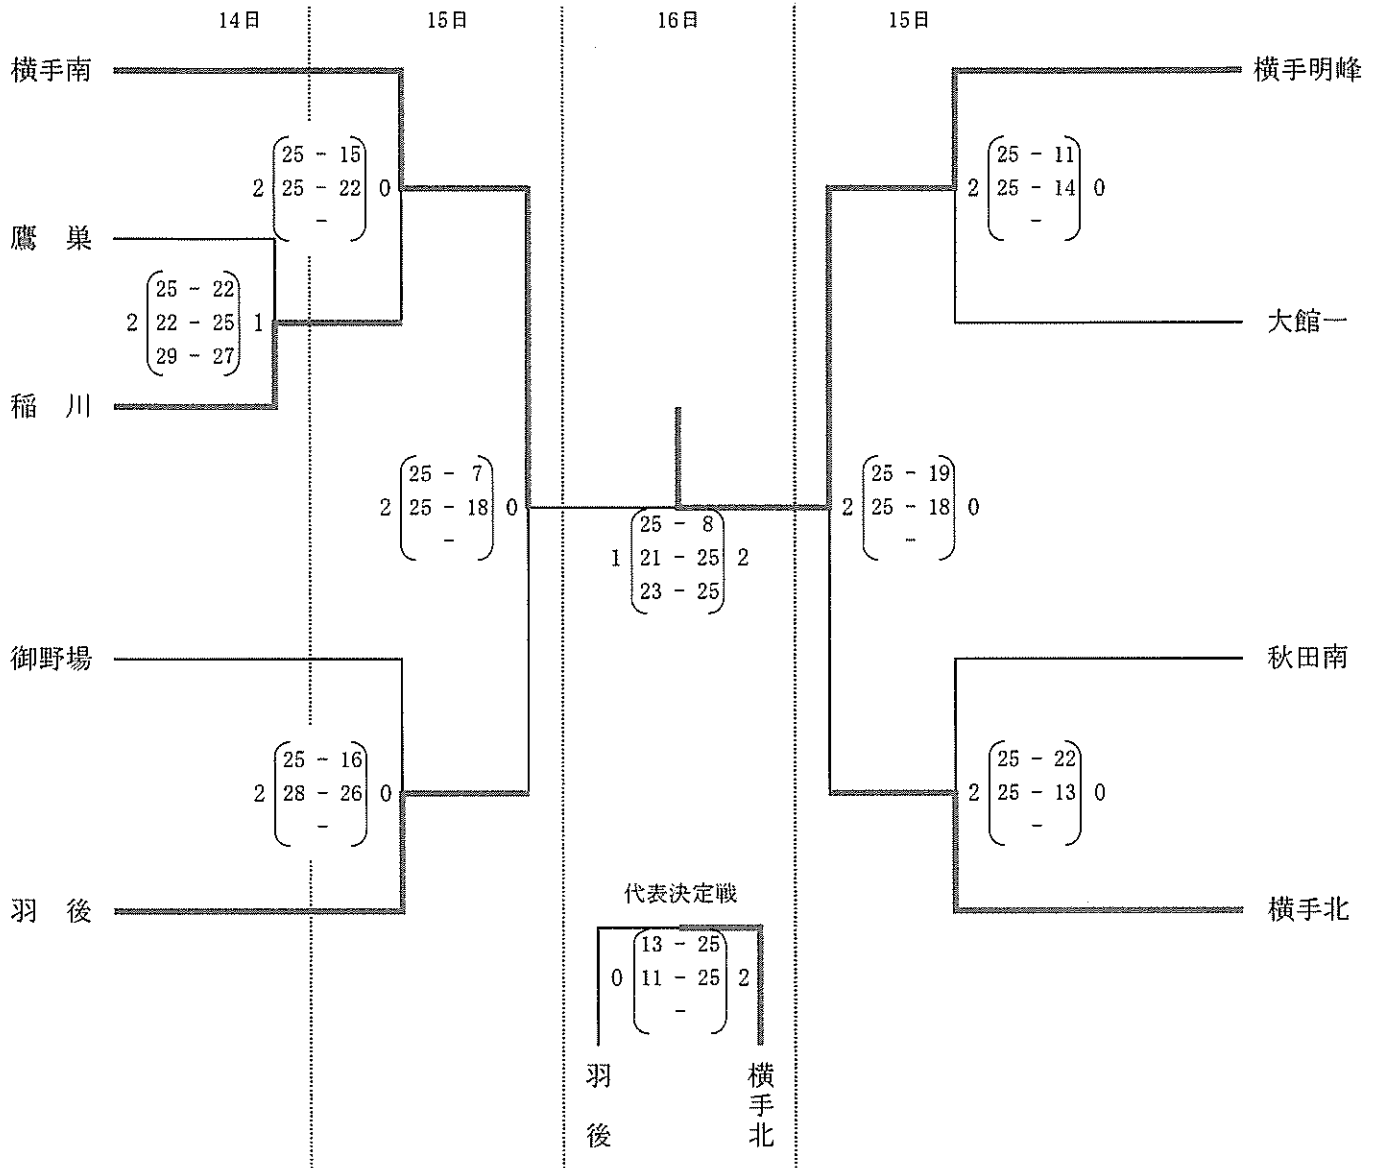 14日 15日 16日 15日
横手南
横手明峰
25 - 15
2 25 - 22 0
-
25 - 11
2 25 - 14 0
-
鷹巣
25 - 22
2 22 - 25 1
29 - 27
大館一
稲川
25 - 7
2 25 - 18 0
-
25 - 8
1 21 - 25 2
23 - 25
25 - 19
2 25 - 18 0
-
御野場
秋田南
25 - 16
2 28 - 26 0
-
25 - 22
2 25 - 13 0
-
羽後
横手北
代表決定戦
13 - 25
0 11 - 25 2
-
羽後
横手北